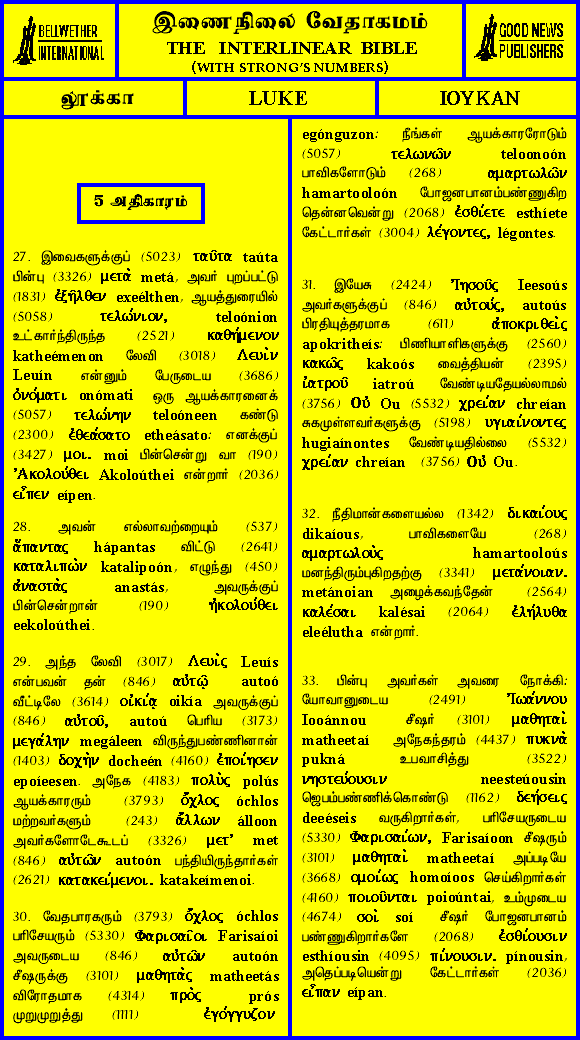 BELLWETHER
INTERNATIONAL
இணைநிலை வேதாகமம்
THE INTERLINEAR BIBLE
(WITH STRONG'S NUMBERS)
GOOD NEWS
PUBLISHERS
லூக்கா
LUKE
ΙΟΥΚΑΝ
5 அதிகாரம்
27. இவைகளுக்குப் (5023) ταῦτα taúta
பின்பு (3326) μετὰ metá, அவர் புறப்பட்டு
(1831) ἐξῆλθεν exeélthen, ஆயத்துறையில்
(5058) τελώνιον, teloónion
உட்கார்ந்திருந்த (2521) καθήμενον
katheémenon லேவி (3018) Λευὶν
Leuín என்னும் பேருடைய (3686)
ὀνόματι onómati ஒரு ஆயக்காரனைக்
(5057) τελώνην teloóneen கண்டு
(2300) ἐθεάσατο etheásato: எனக்குப்
(3427) μοι. moi பின்சென்று வா (190)
Ἀκολούθει Akoloúthei என்றார் (2036)
εἶπεν eípen.
28. அவன் எல்லாவற்றையும் (537)
ἅπαντας hápantas விட்டு (2641)
καταλιπὼν katalipoón, எழுந்து (450)
ἀναστὰς anastás, அவருக்குப்
பின்சென்றான் (190) ἠκολούθει
eekoloúthei.
29. அந்த லேவி (3017) Λευὶς Leuís
என்பவன் தன் (846) αὐτῷ autoó
வீட்டிலே (3614) οἰκίᾳ oikía அவருக்குப்
(846) αὐτοῦ, autoú பெரிய (3173)
μεγάλην megáleen விருந்துபண்ணினான்
(1403) δοχὴν docheén (4160) ἐποίησεν
epoíeesen. அநேக (4183) πολὺς polús
ஆயக்காரரும் (3793) ὄχλος óchlos
மற்றவர்களும் (243) ἄλλων álloon
அவர்களோடேகூடப் (3326) μετ' met
(846) αὐτῶν autoón பந்தியிருந்தார்கள்
(2621) κατακείμενοι. katakeímenoi.
30. வேதபாரகரும் (3793) ὄχλος óchlos
பரிசேயரும் (5330) Φαρισαῖοι Farisaíoi
அவருடைய (846) αὐτῶν autoón
சீஷருக்கு (3101) μαθητὰς matheetás
விரோதமாக (4314) πρὸς prós
முறுமுறுத்து (1111) ἐγόγγυζον
egónguzon: நீங்கள் ஆயக்காரரோடும்
(5057) τελωνῶν teloonoón
பாவிகளோடும் (268) αμαρτωλῶν
hamartooloón போஜனபானம்பண்ணுகிற
தென்னவென்று (2068) ἐσθίετε esthíete
கேட்டார்கள் (3004) λέγοντες, légontes.
31. இயேசு (2424) Ἰησοῦς Ieesoús
அவர்களுக்குப் (846) αὐτούς, autoús
பிரதியுத்தரமாக (611) ἀποκριθεὶς
apokritheís: பிணியாளிகளுக்கு (2560)
κακῶς kakoós வைத்தியன் (2395)
ἰατροῦ iatroú வேண்டியதேயல்லாமல்
(3756) Οὐ Ou (5532) χρείαν chreían
சுகமுள்ளவர்களுக்கு (5198) υγιαίνοντες
hugiaínontes வேண்டியதில்லை (5532)
χρείαν chreían (3756) Οὐ Ou.
32. நீதிமான்களையல்ல (1342) δικαίους
dikaíous, பாவிகளையே (268)
αμαρτωλοὺς hamartooloús
மனந்திரும்புகிறதற்கு (3341) μετάνοιαν.
metánoian அழைக்கவந்தேன் (2564)
καλέσαι kalésai (2064) ἐλήλυθα
eleélutha என்றார்.
33. பின்பு அவர்கள் அவரை நோக்கி:
யோவானுடைய (2491) Ἰωάννου
Iooánnou சீஷர் (3101) μαθηταὶ
matheetaí அநேகந்தரம் (4437) πυκνὰ
pukná உபவாசித்து (3522)
νηστεύουσιν neesteúousin
ஜெபம்பண்ணிக்கொண்டு (1162) δεήσεις
deeéseis வருகிறார்கள், பரிசேயருடைய
(5330) Φαρισαίων, Farisaíoon சீஷரும்
(3101) μαθηταὶ matheetaí அப்படியே
(3668) ομοίως homoíoos செய்கிறார்கள்
(4160) ποιοῦνται poioúntai, உம்முடைய
(4674) σοὶ soí சீஷர் போஜனபானம்
பண்ணுகிறார்களே (2068) ἐσθίουσιν
esthíousin (4095) πίνουσιν. pínousin,
அதெப்படியென்று கேட்டார்கள் (2036)
εἶπαν eípan.